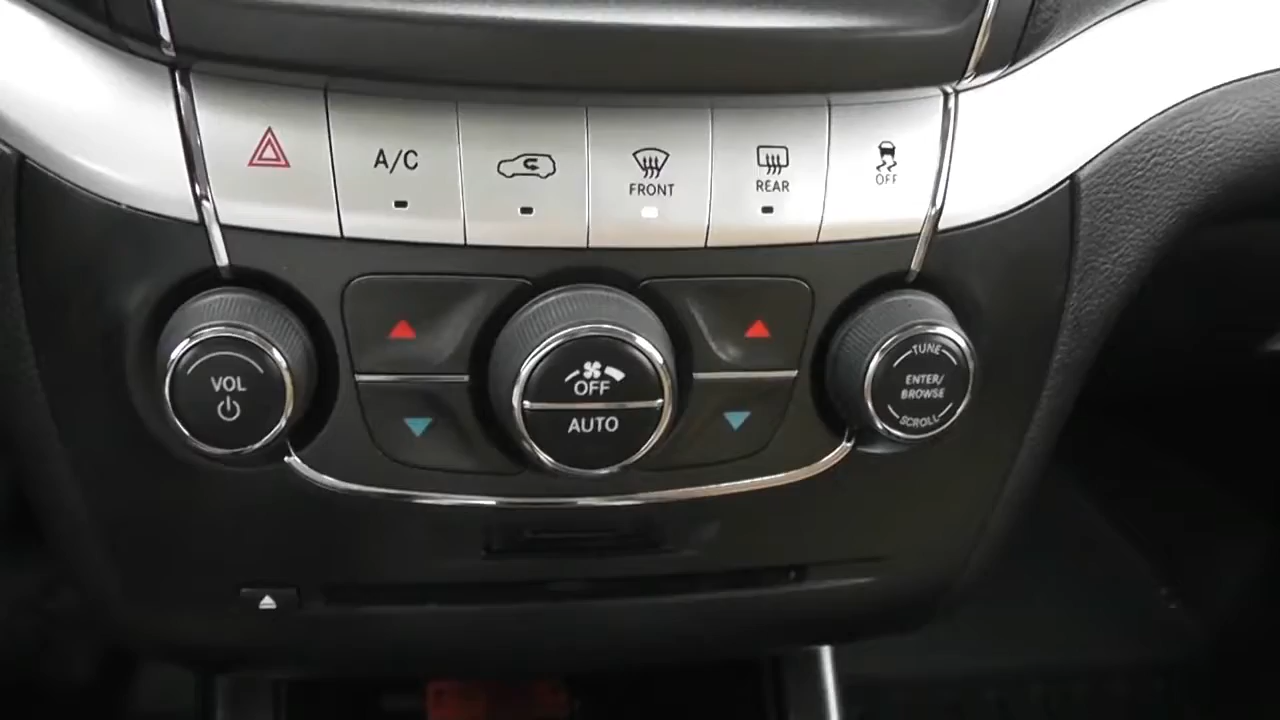 A/C
FRONT
REAR
OFF
VOL
OFF
AUTO
TUNE
ENTER/
BROWSE
SCROLL